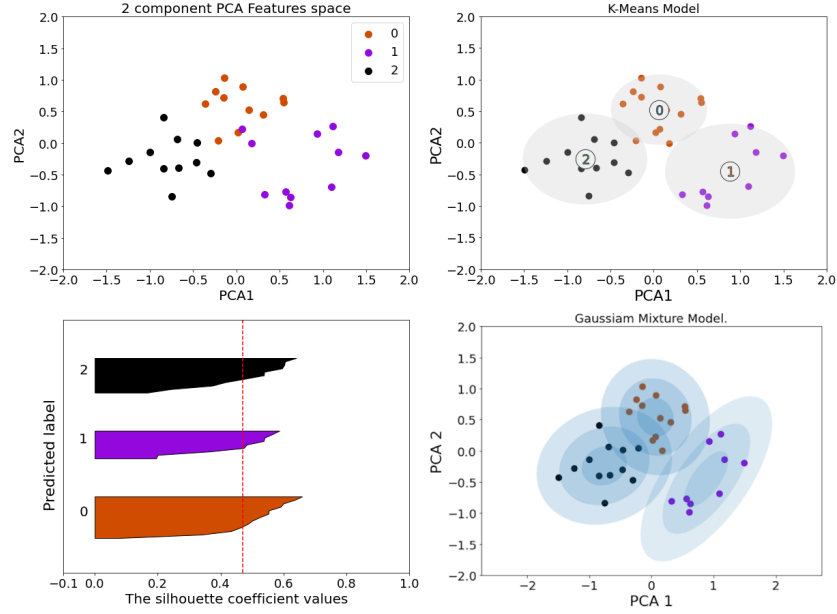 2 component PCA Features space
0
1
2
2.0
1.5
1.0
0.5
0.0
−0.5
−1.0
−1.5
−2.0
PCA2
−2.0 −1.5 −1.0 −0.5 0.0 0.5 1.0 1.5 2.0
PCA1
K-Means Model
2.0
1.5
1.0
0.5
0.0
−0.5
−1.0
−1.5
−2.0
PCA2
0
2
1
−2.0 −1.5 −1.0 −0.5 0.0 0.5 1.0 1.5 2.0
PCA1
Predicted label
2
1
0
−0.1 0.0 0.2 0.4 0.6 0.8 1.0
The silhouette coefficient values
Gaussiam Mixture Model.
2.0
1.5
1.0
0.5
0.0
−0.5
−1.0
−1.5
−2.0
PCA 2
−2 −1 0 1 2
PCA 1